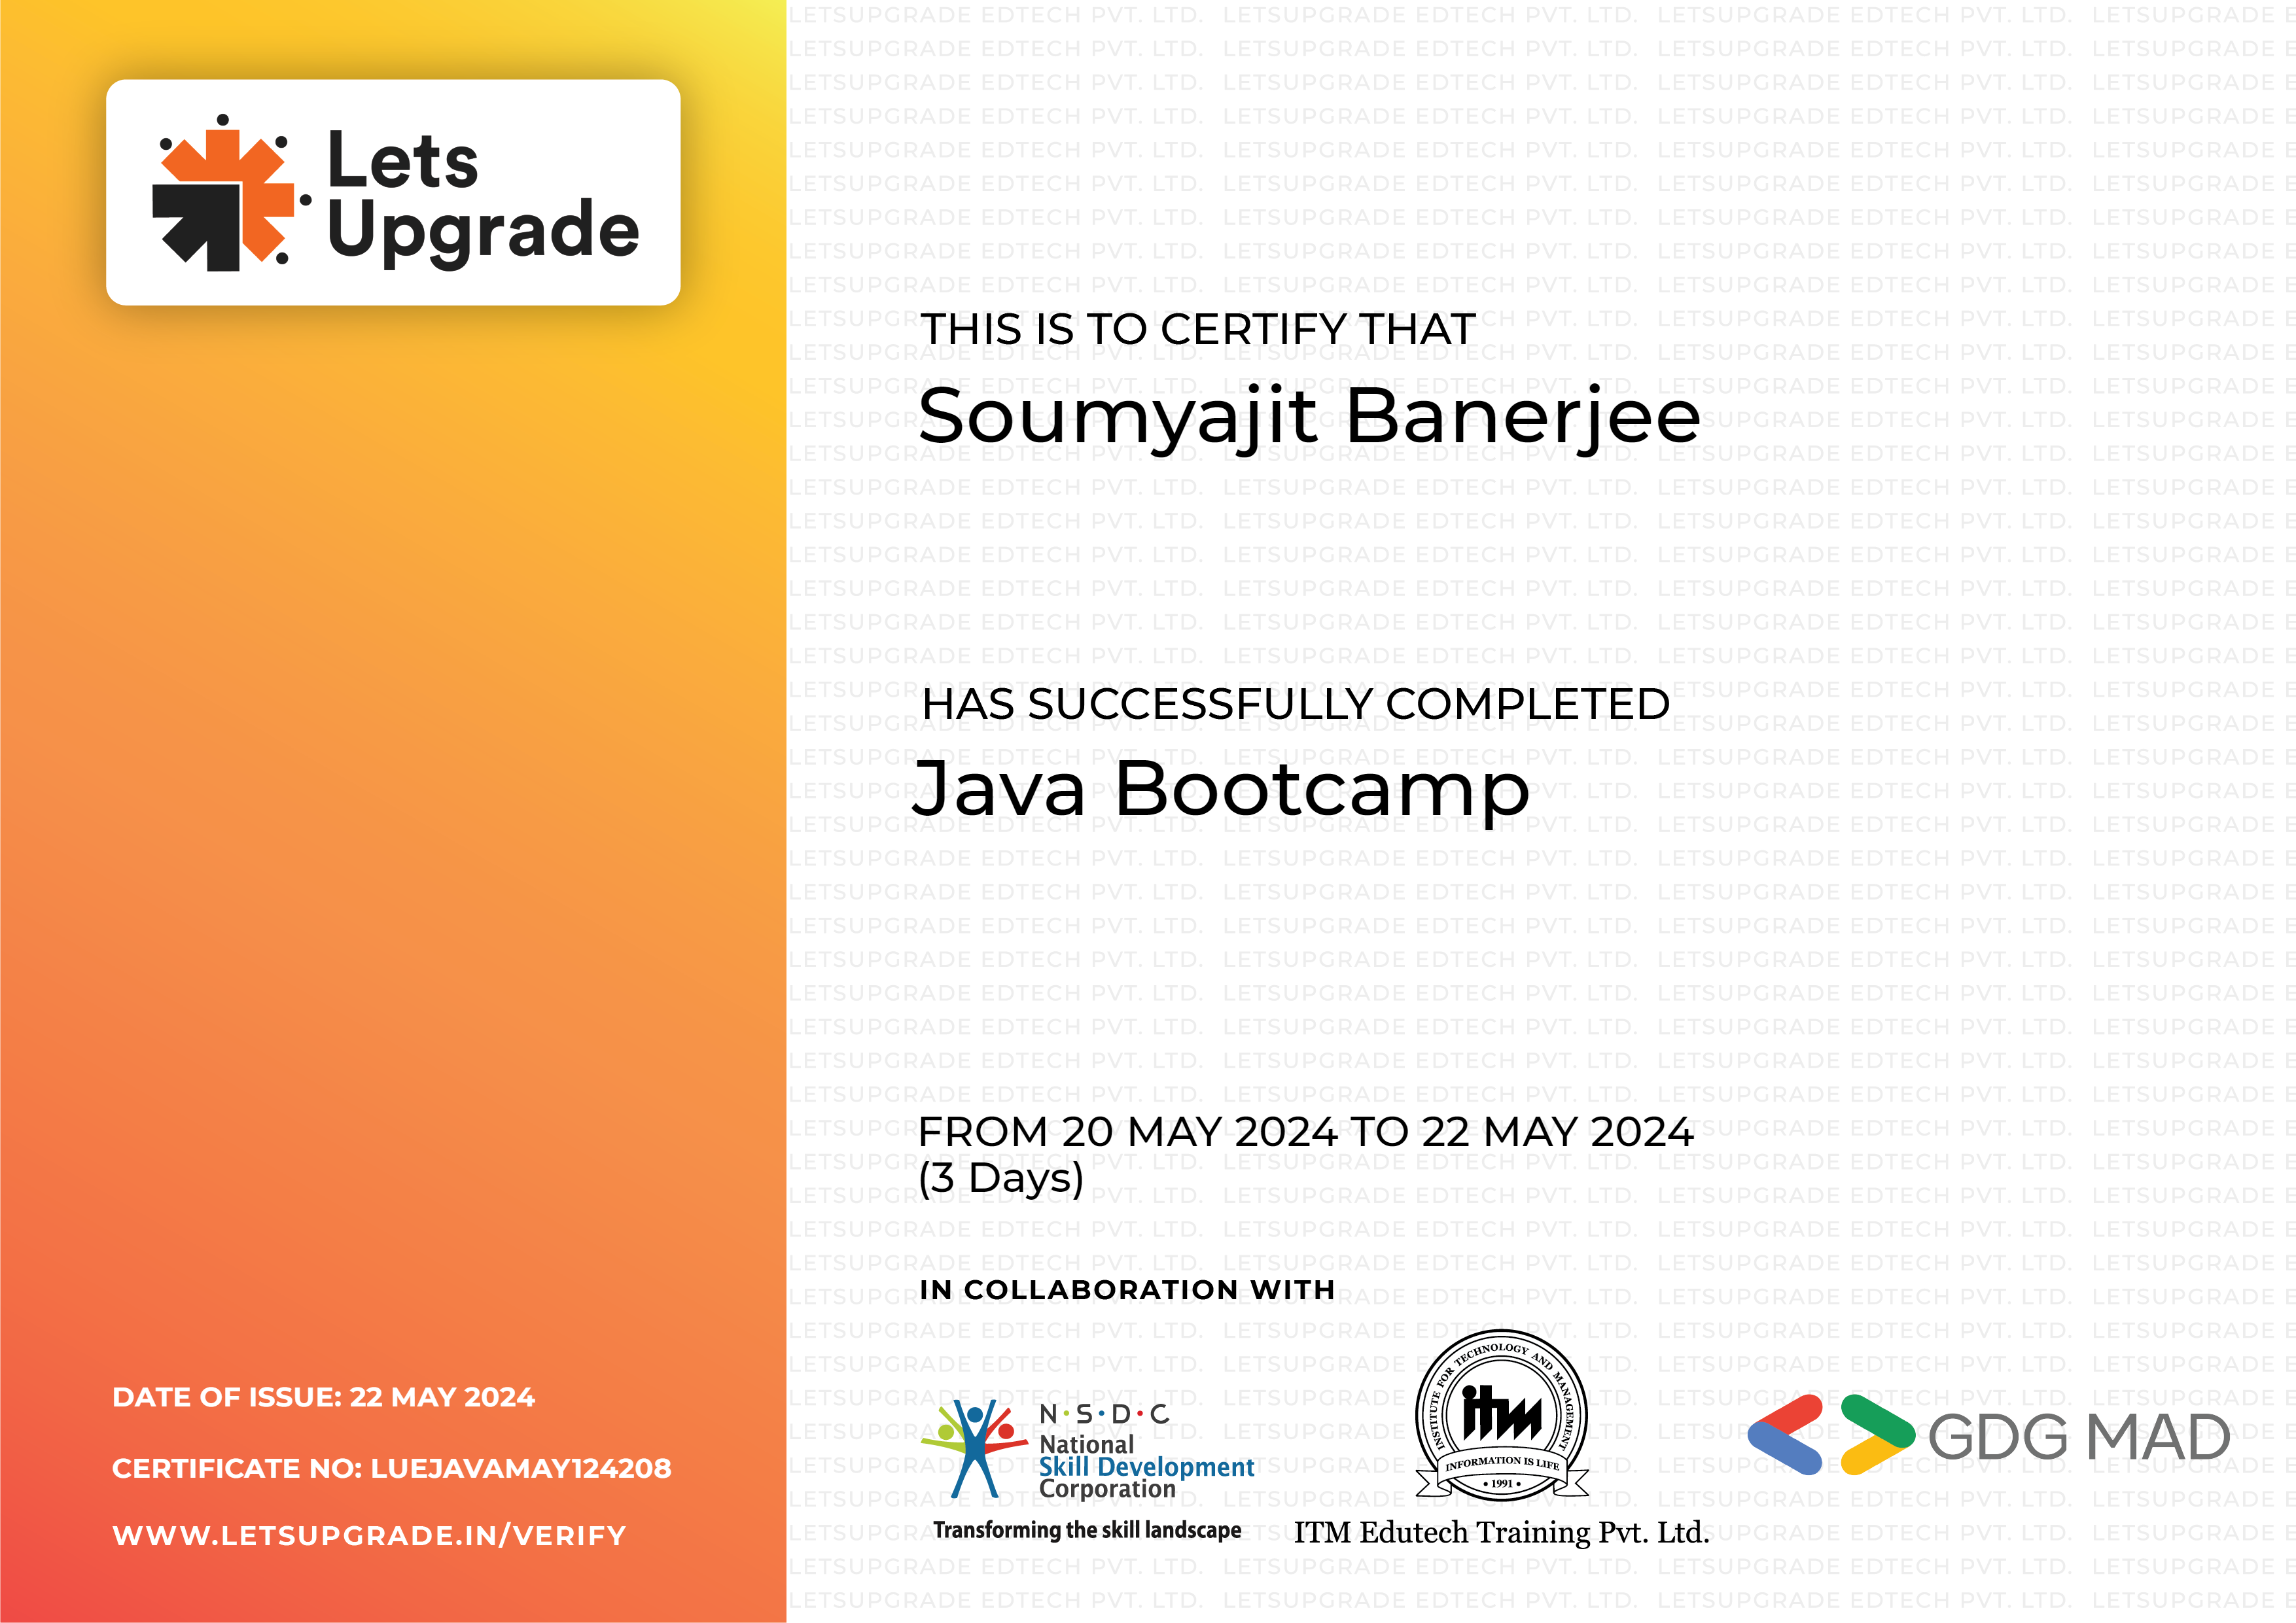 Lets
Upgrade
THIS IS TO CERTIFY THAT
Soumyajit Banerjee
HAS SUCCESSFULLY COMPLETED
Java Bootcamp
FROM 20 MAY 2024 TO 22 MAY 2024
(3 Days)
IN COLLABORATION WITH
N·S·D·C
National
Skill Development
Corporation
Transforming the skill landscape
INSTITUTE FOR TECHNOLOGY AND MANAGEMENT
itm
INFORMATION IS LIFE
• 1991 •
ITM Edutech Training Pvt. Ltd.
GDG MAD
DATE OF ISSUE: 22 MAY 2024
CERTIFICATE NO: LUEJAVAMAY124208
WWW.LETSUPGRADE.IN/VERIFY
LETSUPGRADE EDTECH PVT. LTD.